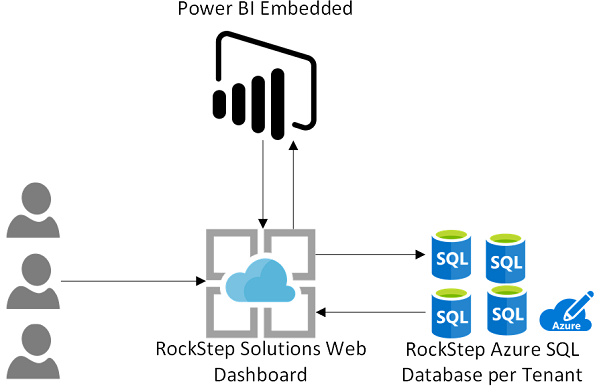 Power BI Embedded
SQL
SQL
SQL
SQL
Azure
RockStep Solutions Web
Dashboard
RockStep Azure SQL
Database per Tenant